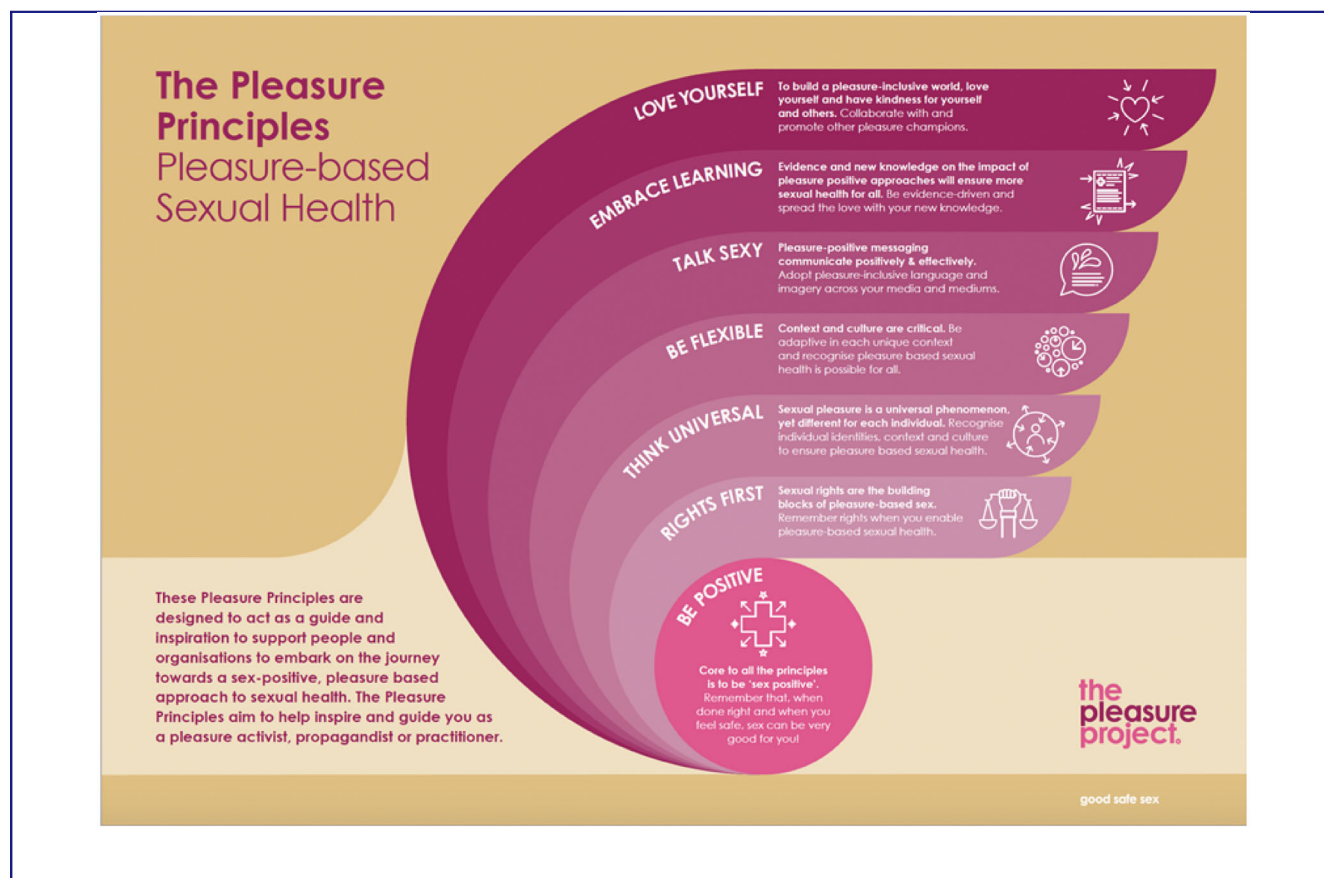 The Pleasure
Principles
Pleasure-based
Sexual Health
LOVE YOURSELF
To build a pleasure-inclusive world, love
yourself and have kindness for yourself
and others. Collaborate with and
promote other pleasure champions.
EMBRACE LEARNING
Evidence and new knowledge on the impact of
pleasure positive approaches will ensure more
sexual health for all. Be evidence-driven and
spread the love with your new knowledge.
TALK SEXY
Pleasure-positive messaging
communicate positively & effectively.
Adopt pleasure-inclusive language and
imagery across your media and mediums.
BE FLEXIBLE
Context and culture are critical. Be
adaptive in each unique context
and recognise pleasure based sexual
health is possible for all.
THINK UNIVERSAL
Sexual pleasure is a universal phenomenon,
yet different for each individual. Recognise
individual identities, context and culture
to ensure pleasure based sexual health.
RIGHTS FIRST
Sexual rights are the building
blocks of pleasure-based sex.
Remember rights when you enable
pleasure-based sexual health.
BE POSITIVE
Core to all the principles
is to be 'sex positive'.
Remember that, when
done right and when you
feel safe, sex can be very
good for you!
These Pleasure Principles are
designed to act as a guide and
inspiration to support people and
organisations to embark on the journey
towards a sex-positive, pleasure based
approach to sexual health. The Pleasure
Principles aim to help inspire and guide you as
a pleasure activist, propagandist or practitioner.
the
pleasure
project.
good safe sex